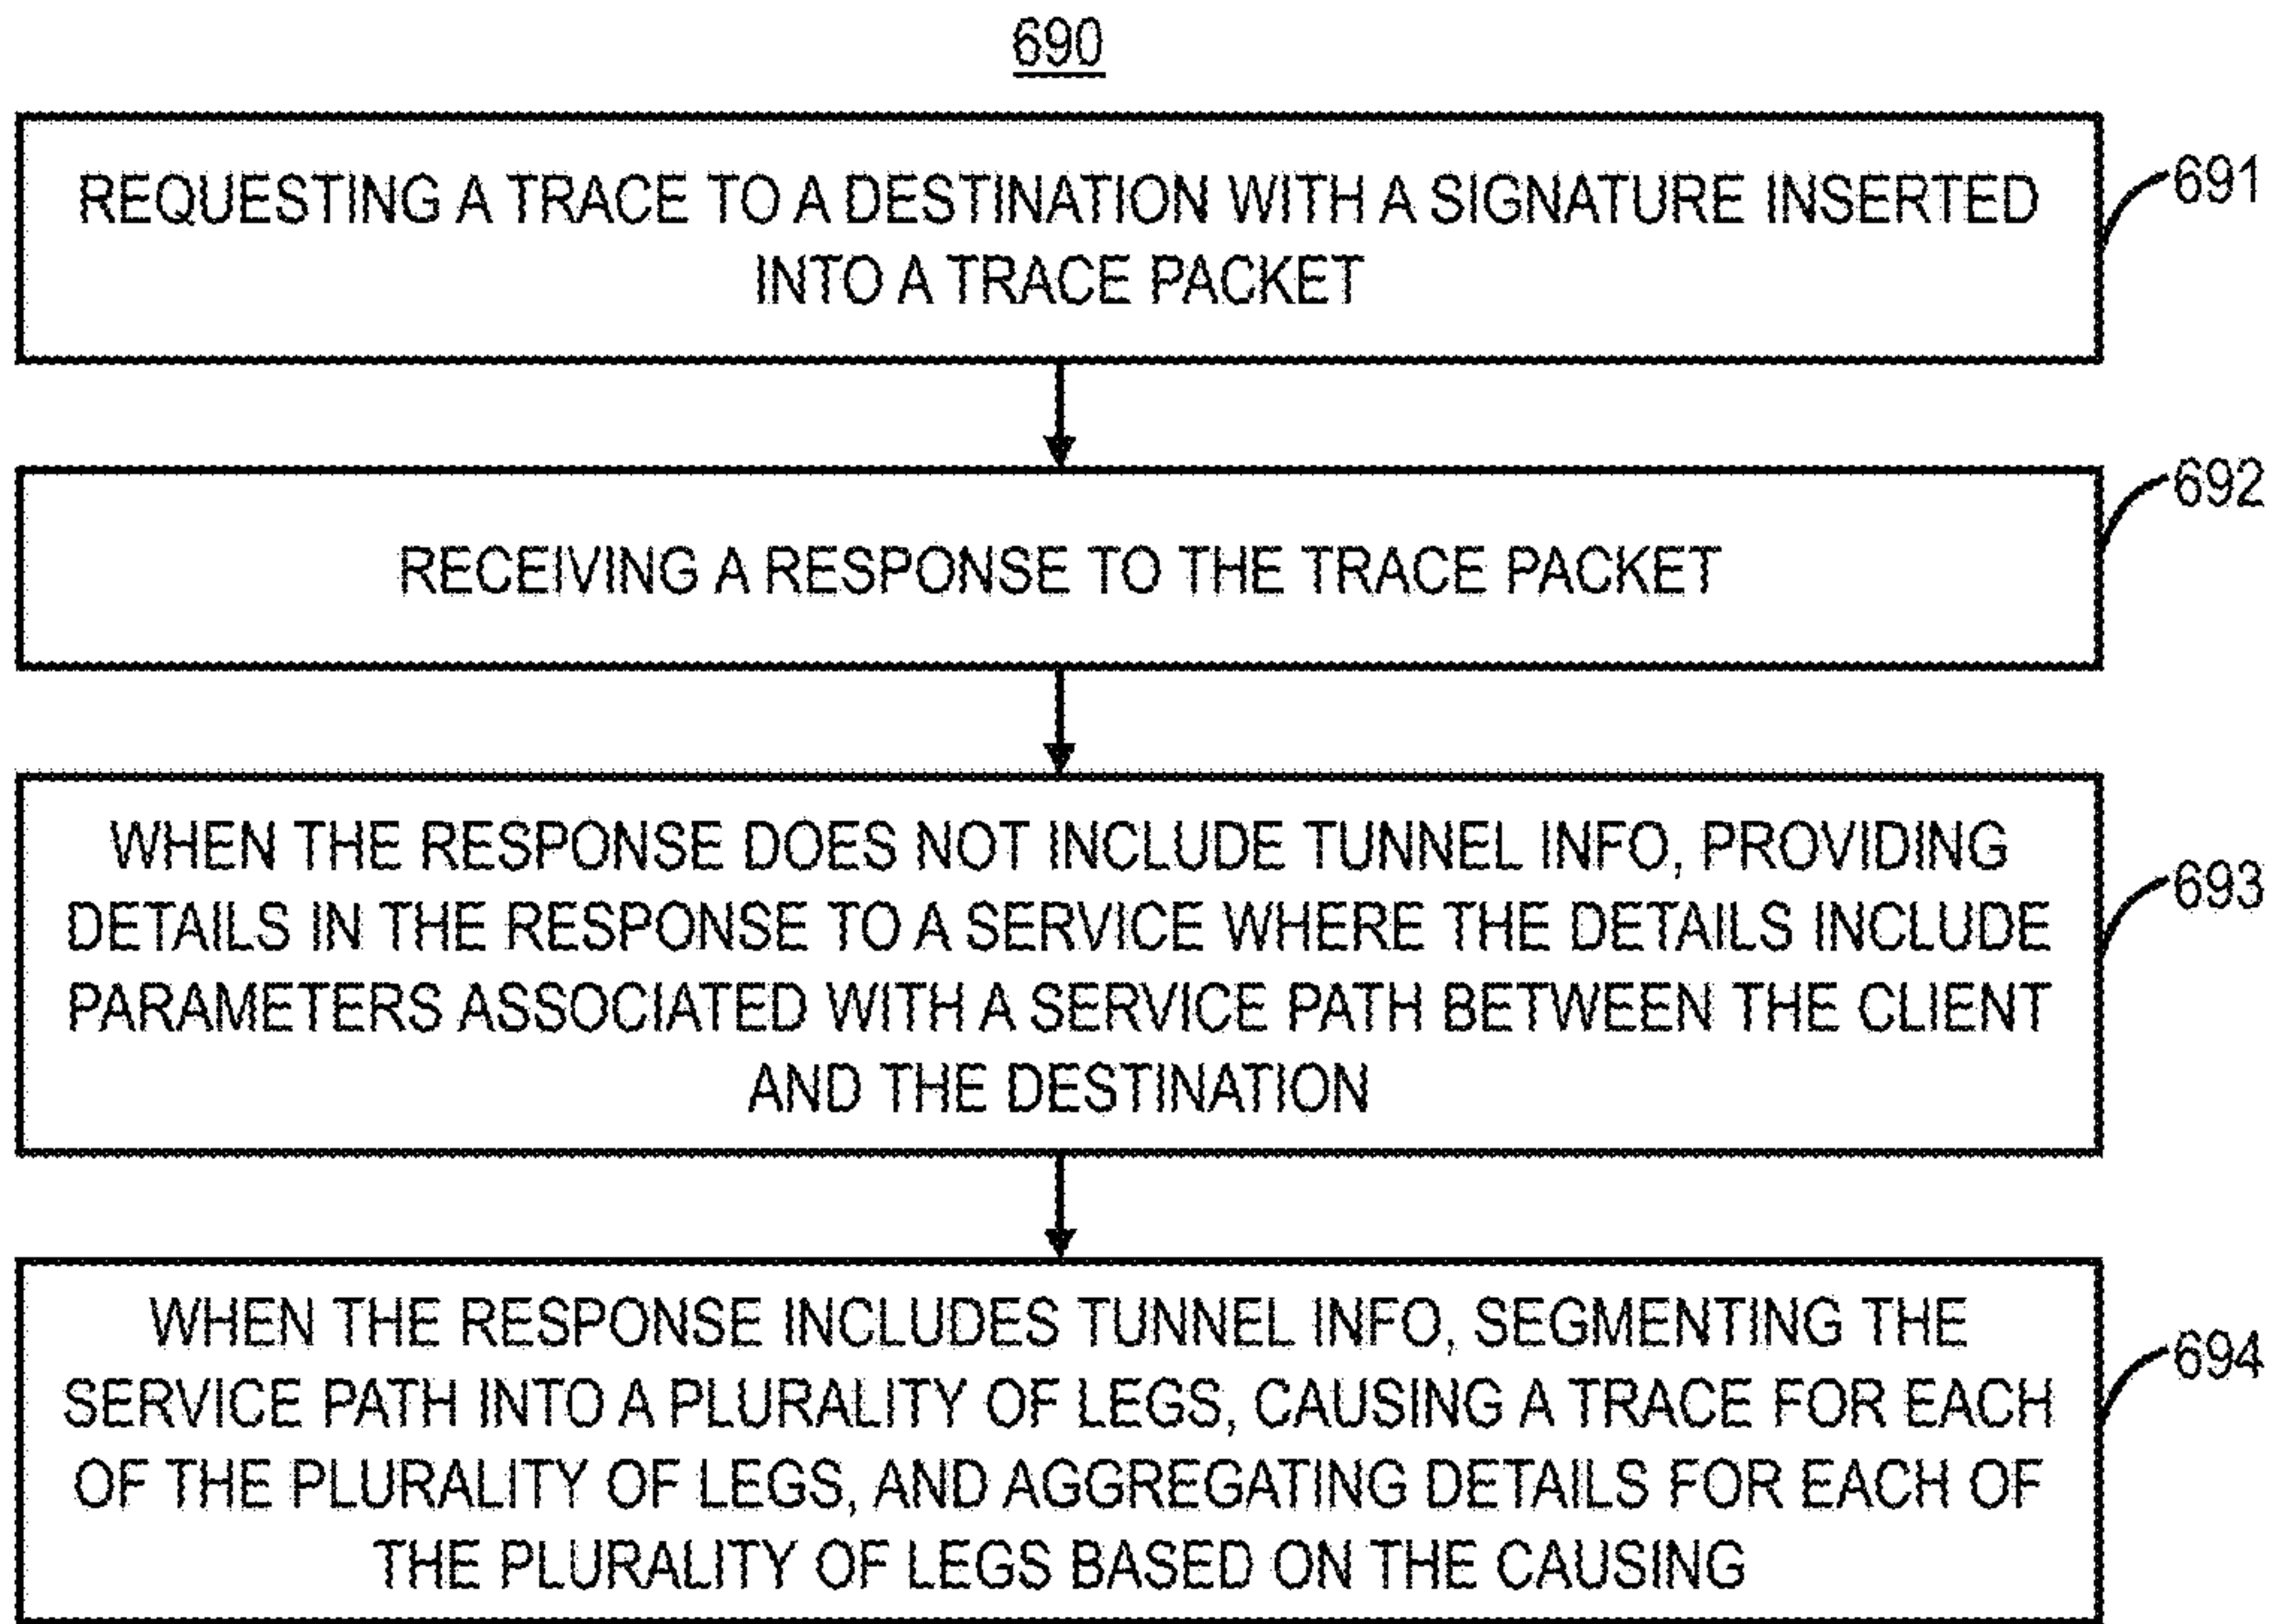 690
REQUESTING A TRACE TO A DESTINATION WITH A SIGNATURE INSERTED
INTO A TRACE PACKET
691
RECEIVING A RESPONSE TO THE TRACE PACKET
692
WHEN THE RESPONSE DOES NOT INCLUDE TUNNEL INFO, PROVIDING
DETAILS IN THE RESPONSE TO A SERVICE WHERE THE DETAILS INCLUDE
PARAMETERS ASSOCIATED WITH A SERVICE PATH BETWEEN THE CLIENT
AND THE DESTINATION
693
WHEN THE RESPONSE INCLUDES TUNNEL INFO, SEGMENTING THE
SERVICE PATH INTO A PLURALITY OF LEGS, CAUSING A TRACE FOR EACH
OF THE PLURALITY OF LEGS, AND AGGREGATING DETAILS FOR EACH OF
THE PLURALITY OF LEGS BASED ON THE CAUSING
694